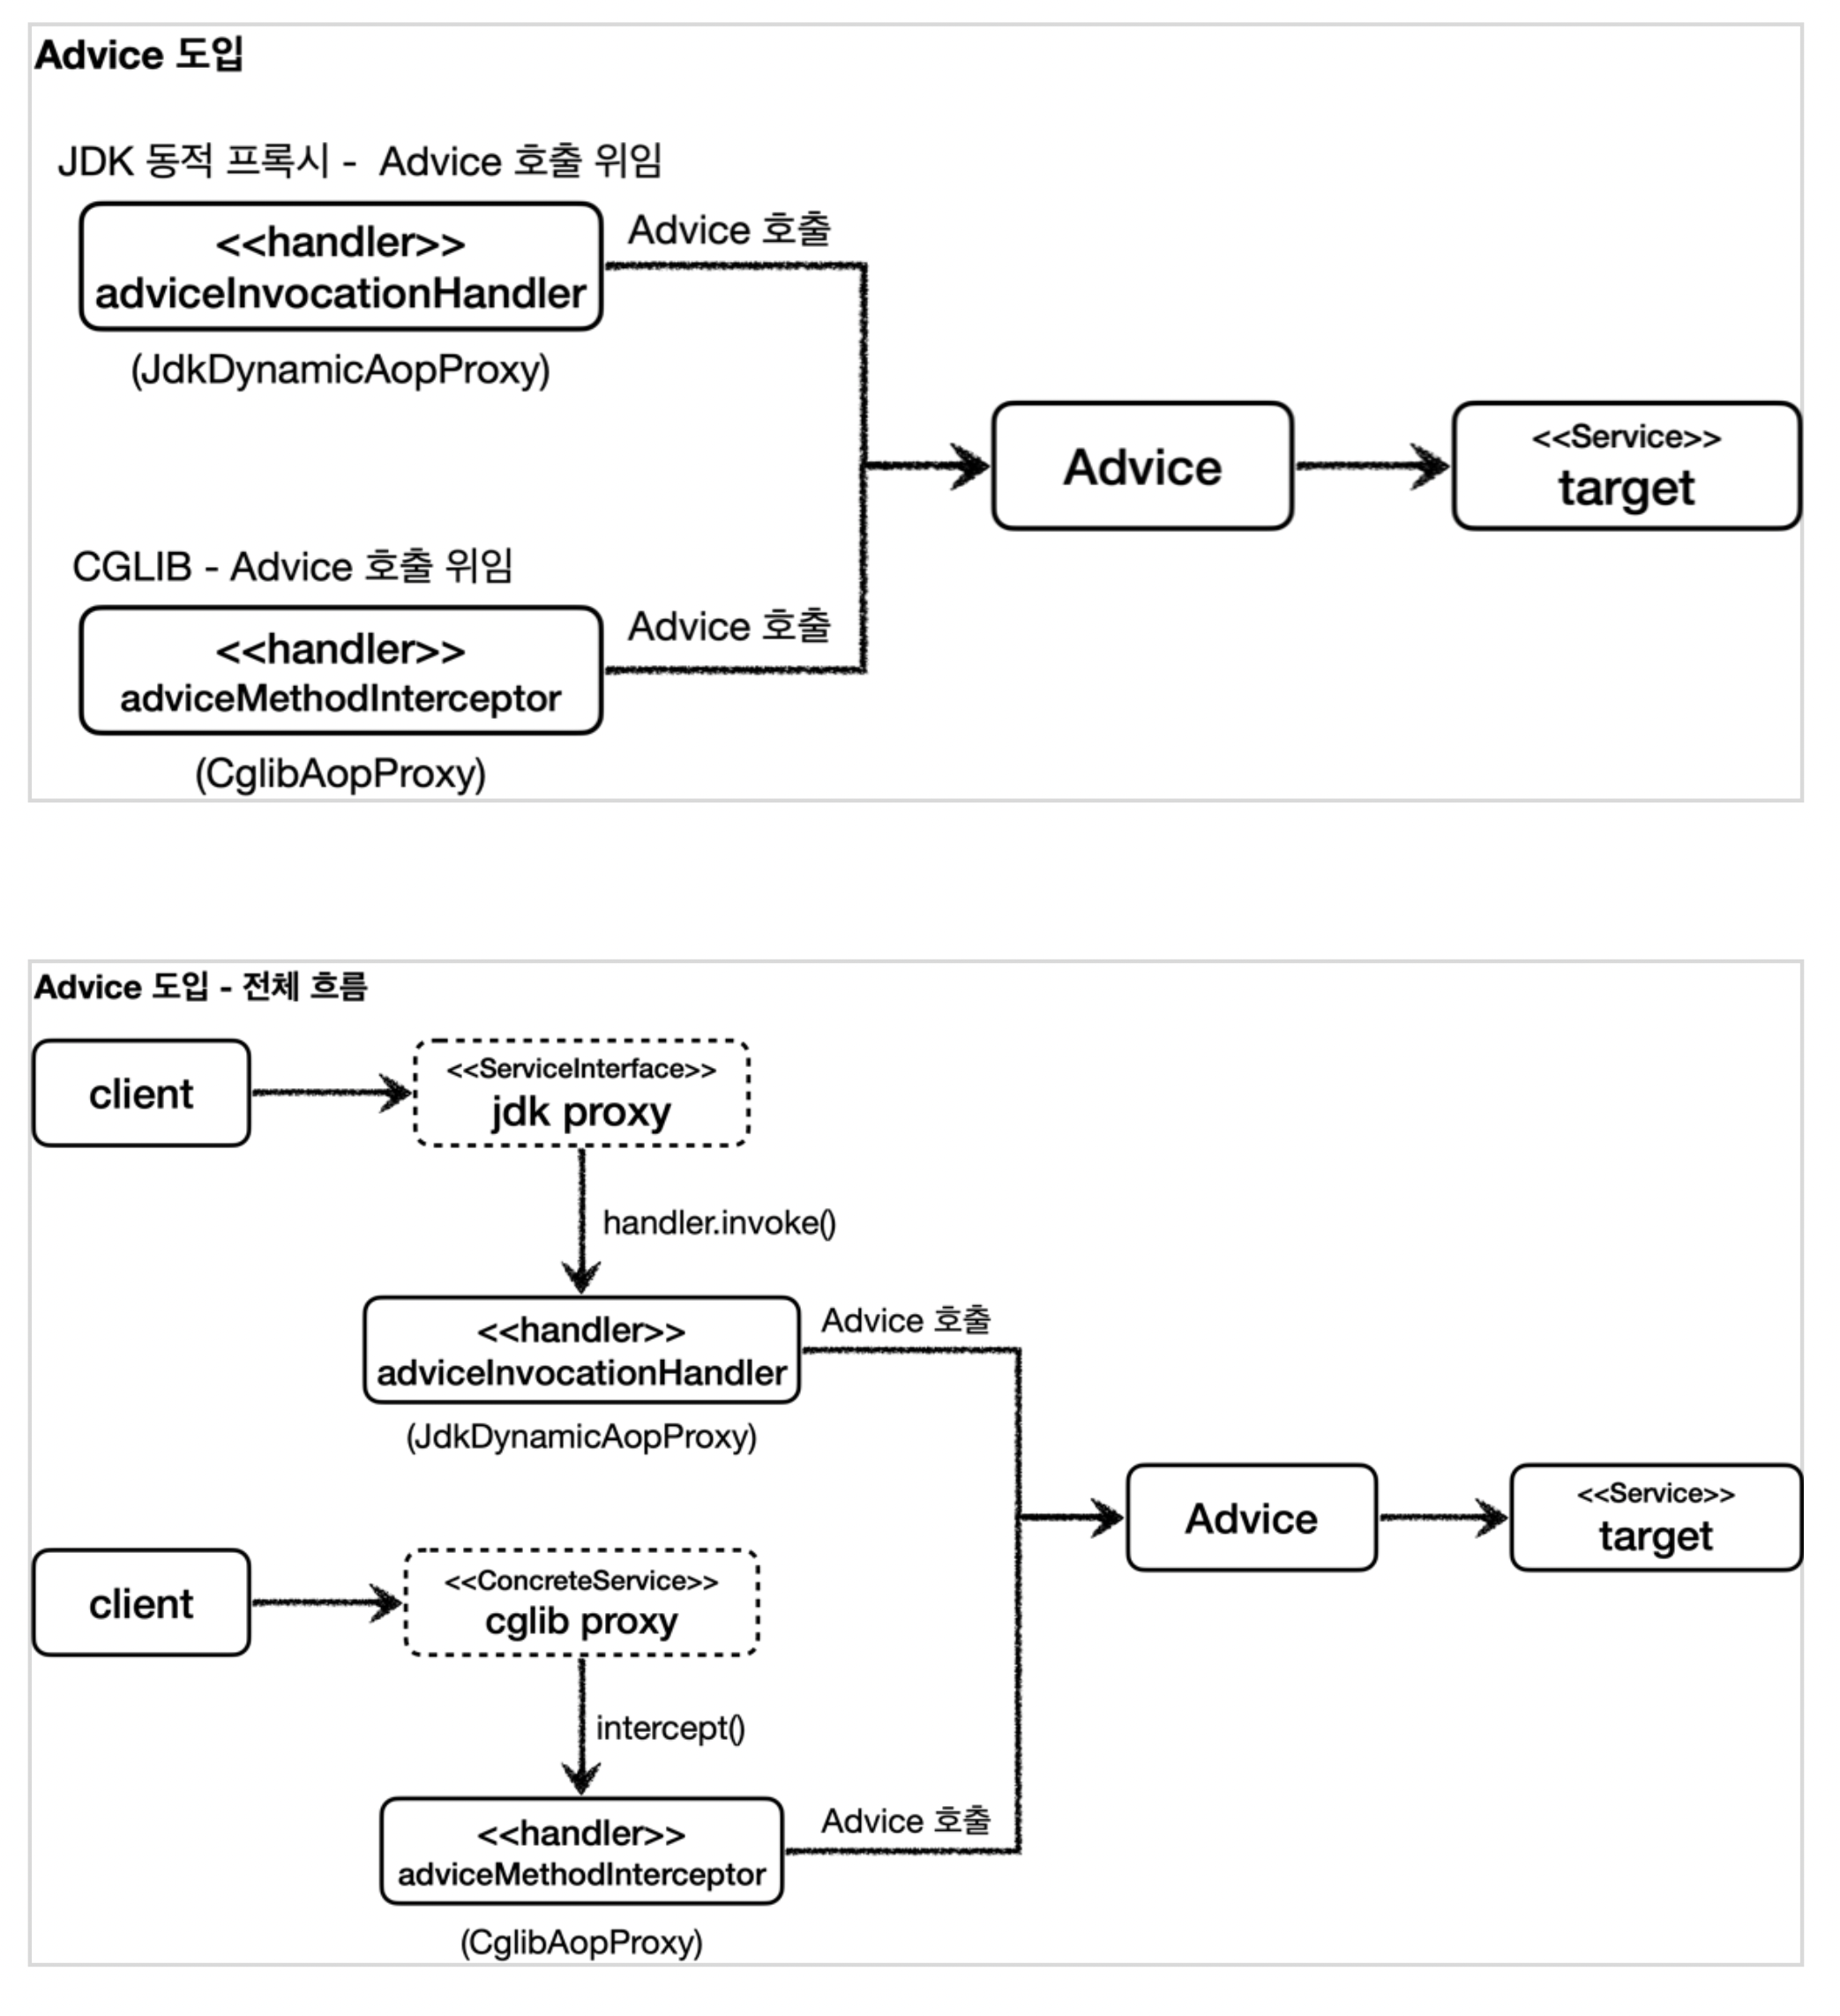 Advice 도입
JDK 동적 프록시 - Advice 호출 위임
<<handler>>
adviceInvocationHandler
(JdkDynamicAopProxy)
Advice 호출
Advice
<<Service>>
target
CGLIB - Advice 호출 위임
<<handler>>
adviceMethodInterceptor
(CglibAopProxy)
Advice 호출
Advice 도입 - 전체 흐름
client
<<ServiceInterface>>
jdk proxy
handler.invoke()
<<handler>>
adviceInvocationHandler
(JdkDynamicAopProxy)
Advice 호출
Advice
<<Service>>
target
client
<<ConcreteService>>
cglib proxy
intercept()
<<handler>>
adviceMethodInterceptor
(CglibAopProxy)
Advice 호출